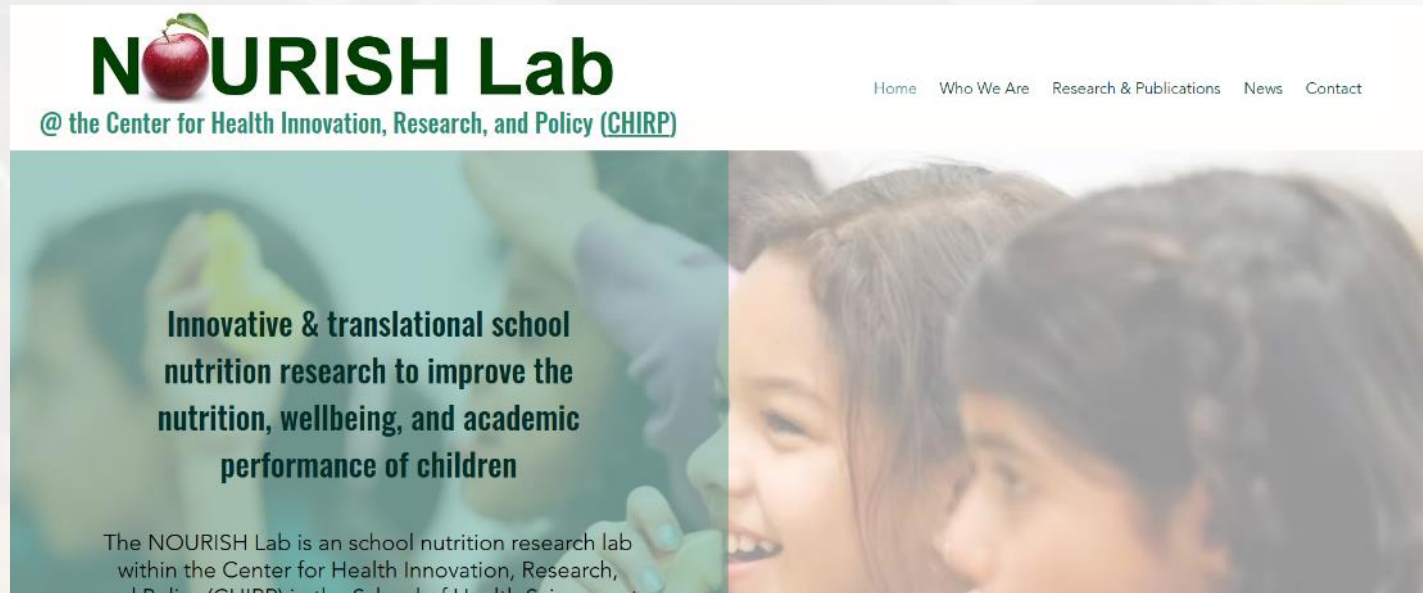 NOURISH Lab
@ the Center for Health Innovation, Research, and Policy (CHIRP)
Home Who We Are Research & Publications News Contact
Innovative & translational school
nutrition research to improve the
nutrition, wellbeing, and academic
performance of children
The NOURISH Lab is an school nutrition research lab
within the Center for Health Innovation, Research,